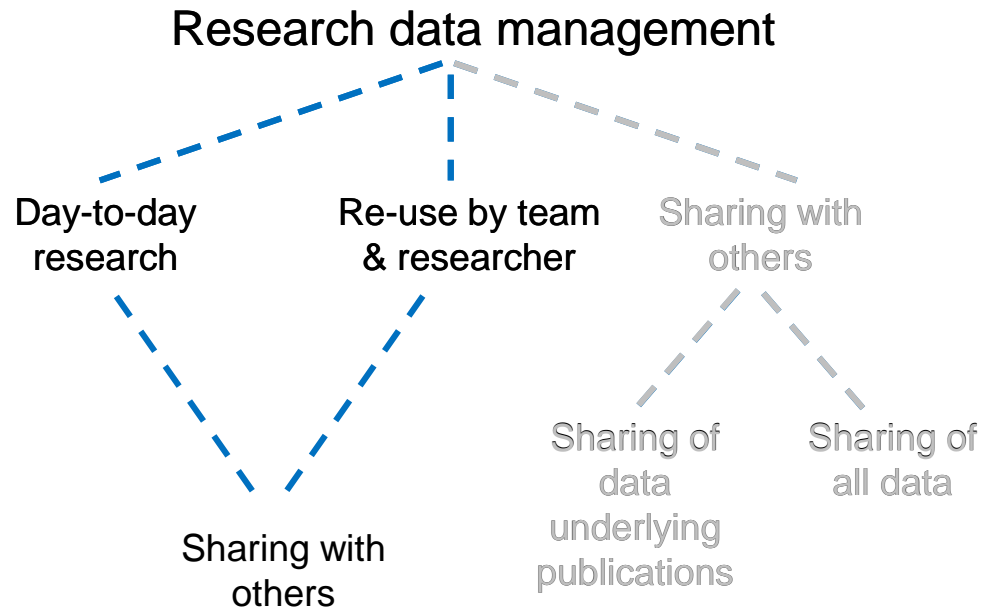 Research data management
Day-to-day
research
Re-use by team
& researcher
Sharing with
others
Sharing of
data
underlying
publications
Sharing of
all data
Sharing with
others